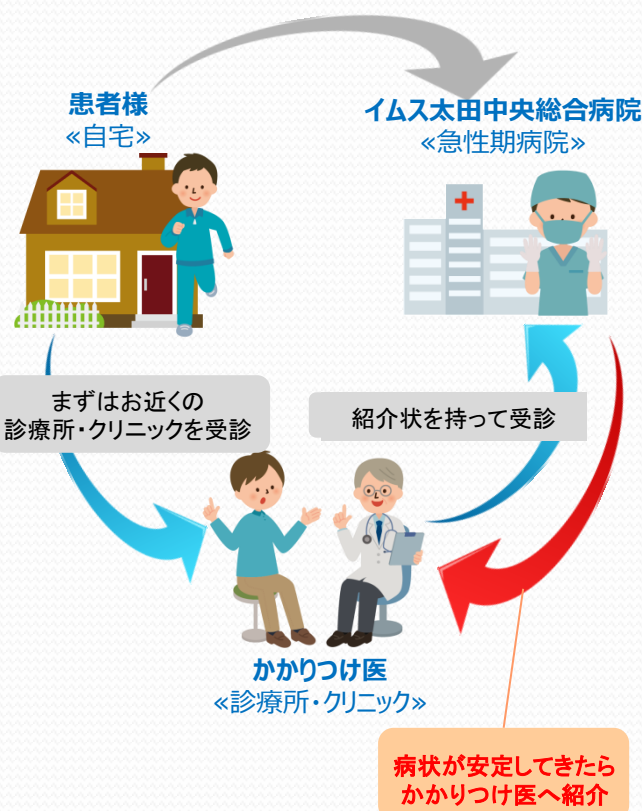 患者様
≪自宅≫
イムス太田中央総合病院
≪急性期病院≫
まずはお近くの
診療所・クリニックを受診
紹介状を持って受診
かかりつけ医
≪診療所・クリニック≫
病状が安定してきたら
かかりつけ医へ紹介